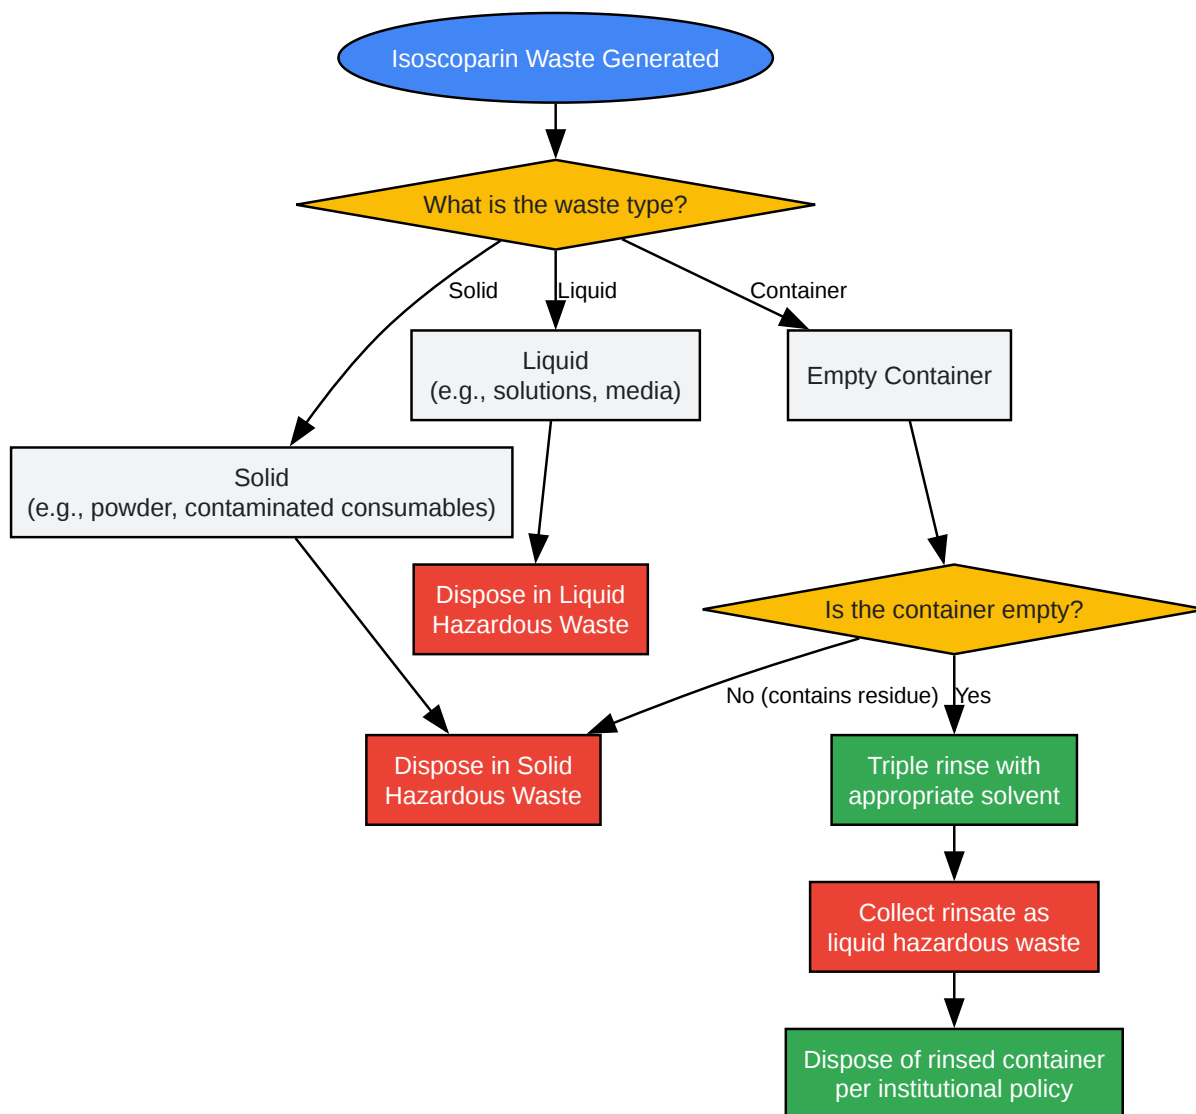 Isoscoparin Waste Generated
What is the waste type?
Solid
Liquid
Container
Liquid
(e.g., solutions, media)
Empty Container
Solid
(e.g., powder, contaminated consumables)
Dispose in Liquid
Hazardous Waste
Is the container empty?
No (contains residue)
Yes
Dispose in Solid
Hazardous Waste
Triple rinse with
appropriate solvent
Collect rinsate as
liquid hazardous waste
Dispose of rinsed container
per institutional policy